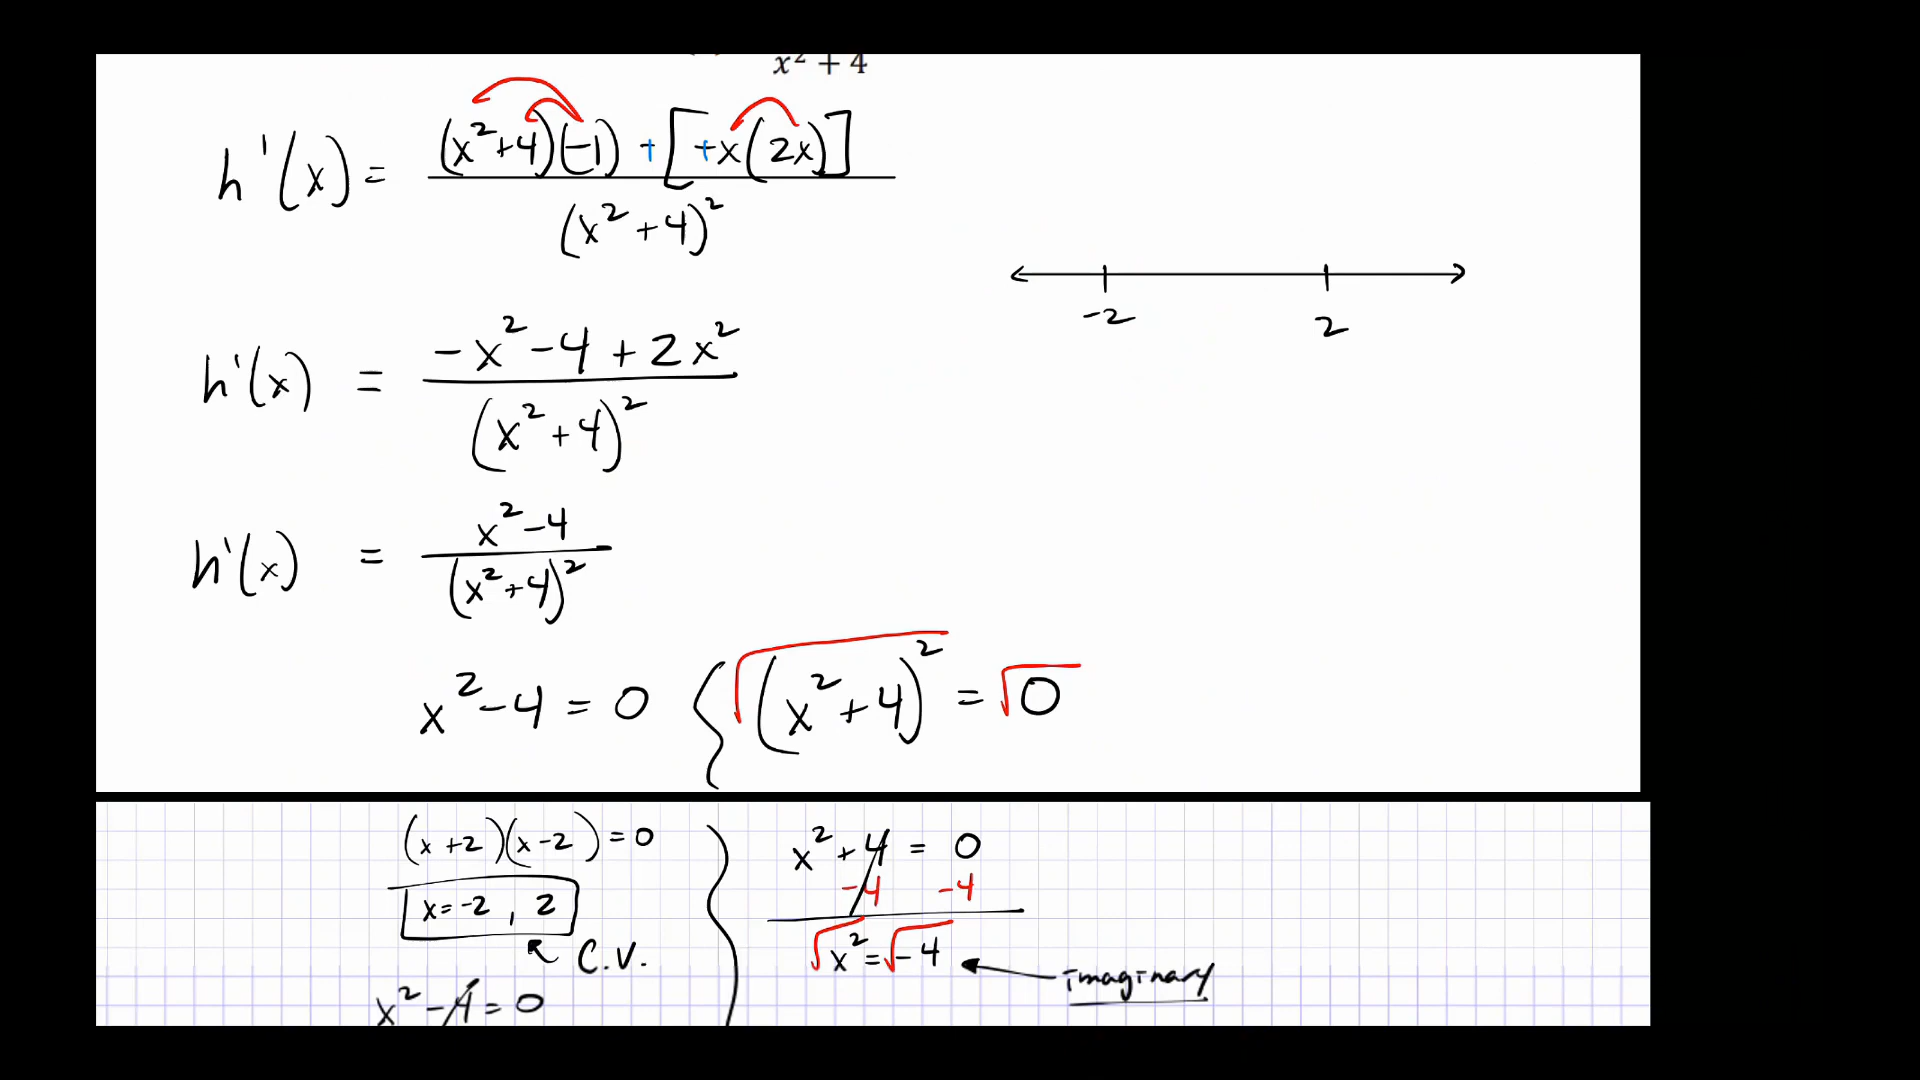 x² + 4
h'(x) = (x²+4)(-1) + [+x(2x)] / (x²+4)²
-2 2
h'(x) = -x²-4+2x² / (x²+4)²
h'(x) = x²-4 / (x²+4)²
x²-4 = 0 { √(x²+4)² = √0
(x+2)(x-2) = 0
x = -2, 2
C.V.
x²-4 = 0
x²+4 = 0
-4 -4
√x² = √-4
imaginary